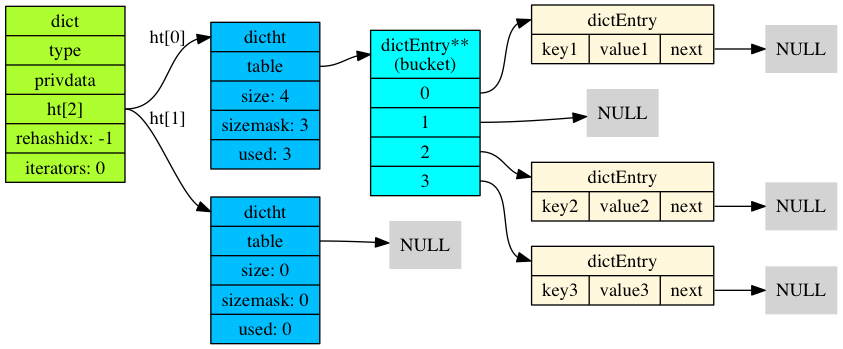 dict
type
privdata
ht[2]
rehashidx: -1
iterators: 0
ht[0]
ht[1]
dictht
table
size: 4
sizemask: 3
used: 3
dictht
table
size: 0
sizemask: 0
used: 0
NULL
dictEntry**
(bucket)
0
1
2
3
dictEntry
key1 value1 next
NULL
NULL
dictEntry
key2 value2 next
NULL
dictEntry
key3 value3 next
NULL